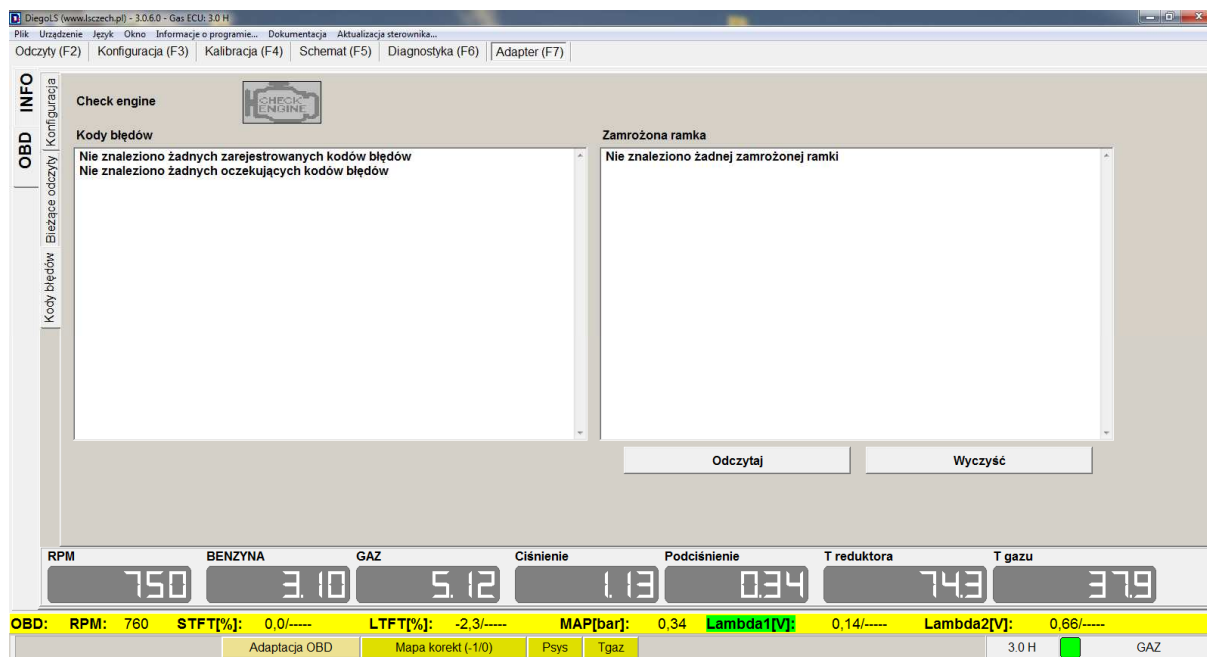 DiegoLS (www.lsczech.pl) - 3.0.6.0 - Gas ECU: 3.0 H
Plik Urządzenie Język Okno Informacje o programie... Dokumentacja Aktualizacja sterownika...
Odczyty (F2) Konfiguracja (F3) Kalibracja (F4) Schemat (F5) Diagnostyka (F6) Adapter (F7)
INFO
OBD
Konfiguracja
Bieżące odczyty
Kody błędów
Check engine
CHECK
ENGINE
Kody błędów
Nie znaleziono żadnych zarejestrowanych kodów błędów
Nie znaleziono żadnych oczekujących kodów błędów
Zamrożona ramka
Nie znaleziono żadnej zamrożonej ramki
Odczytaj Wyczyść
RPM BENZYNA GAZ Ciśnienie Podciśnienie T reduktora T gazu
750 3.10 5.12 1.13 0.34 74.3 37.9
OBD: RPM: 760 STFT[%]: 0,0/----- LTFT[%]: -2,3/----- MAP[bar]: 0,34 Lambda1[V]: 0,14/----- Lambda2[V]: 0,66/-----
Adaptacja OBD Mapa korekt (-1/0) Psys Tgaz 3.0 H GAZ